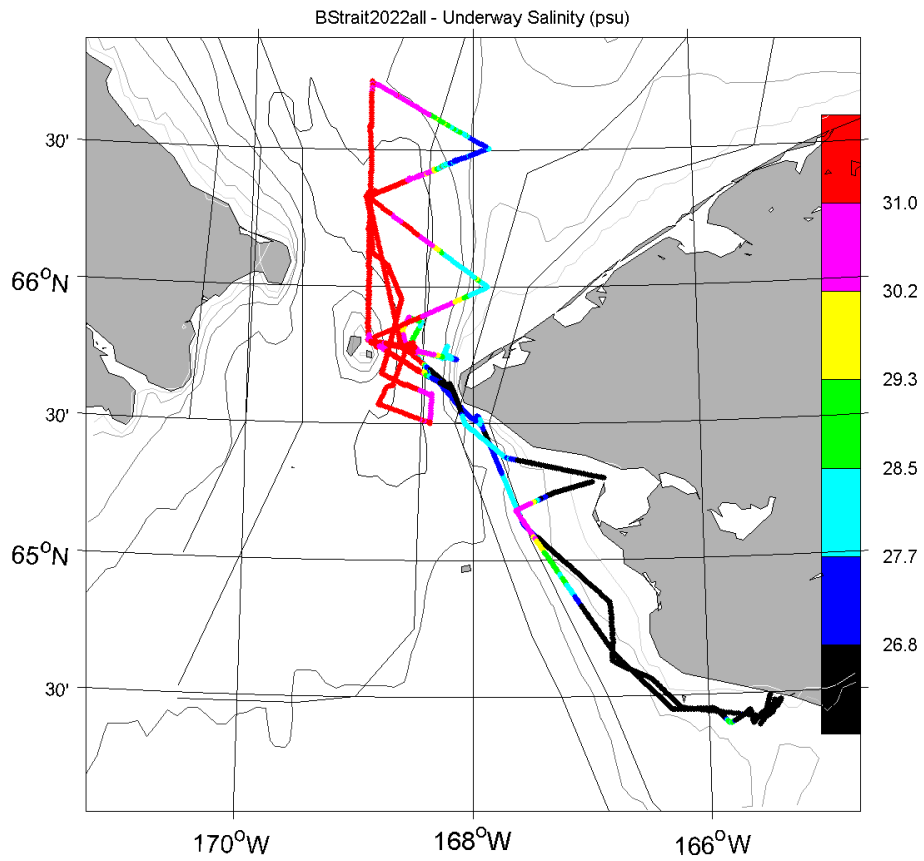 BStrait2022all - Underway Salinity (psu)
30'
31.0
66°N
30.2
29.3
30'
28.5
65°N
27.7
26.8
30'
170°W
168°W
166°W